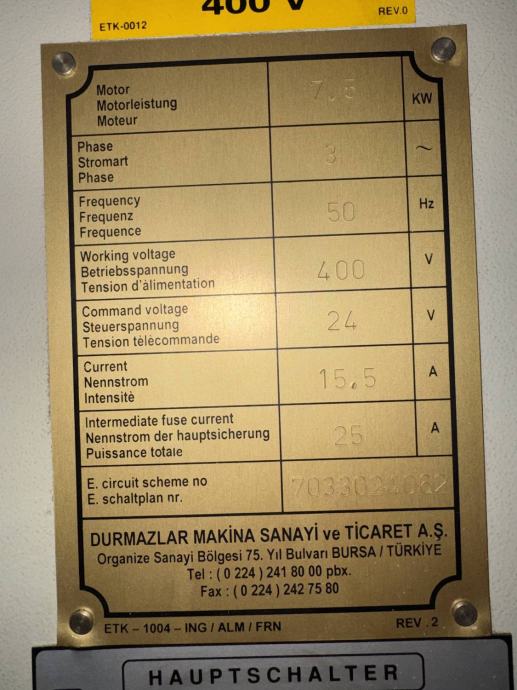 400 V
ETK-0012 REV.0
Motor
Motorleistung
Moteur
7,5 KW
Phase
Stromart
Phase
3 ~
Frequency
Frequenz
Frequence
50 Hz
Working voltage
Betriebsspannung
Tension d'àlimentation
400 V
Command voltage
Steuerspannung
Tension tèlècommande
24 V
Current
Nennstrom
Intensitè
15.5 A
Intermediate fuse current
Nennstrom der hauptsicherung
Puissance totale
25 A
E. circuit scheme no
E. schaltplan nr.
DURMAZLAR MAKİNA SANAYİ ve TİCARET A.Ş.
Organize Sanayi Bölgesi 75. Yıl Bulvarı BURSA / TÜRKİYE
Tel : ( 0 224 ) 241 80 00 pbx.
Fax : ( 0 224 ) 242 75 80
ETK – 1004 – ING / ALM / FRN REV . 2
HAUPTSCHALTER